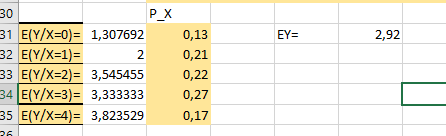 30 P_X
31 E(Y/X=0)= 1,307692 0,13 EY= 2,92
32 E(Y/X=1)= 2 0,21
33 E(Y/X=2)= 3,545455 0,22
34 E(Y/X=3)= 3,333333 0,27
35 E(Y/X=4)= 3,823529 0,17